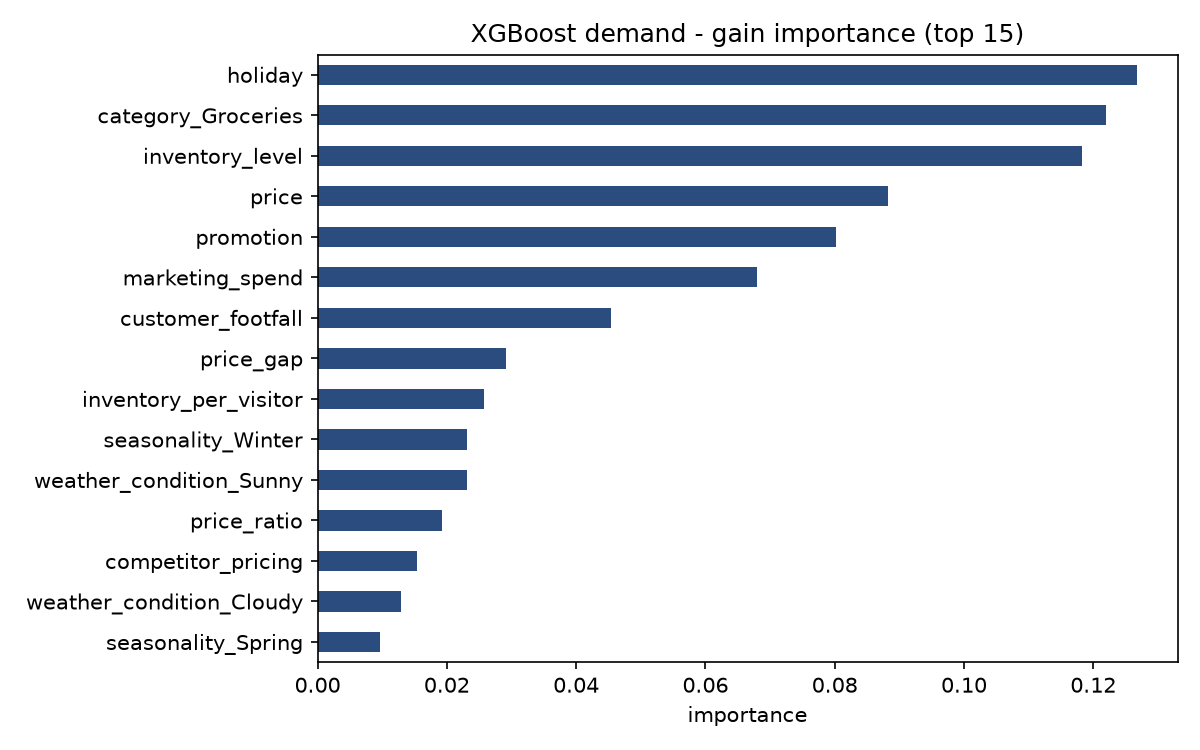 XGBoost demand - gain importance (top 15)
holiday
category_Groceries
inventory_level
price
promotion
marketing_spend
customer_footfall
price_gap
inventory_per_visitor
seasonality_Winter
weather_condition_Sunny
price_ratio
competitor_pricing
weather_condition_Cloudy
seasonality_Spring
0.00 0.02 0.04 0.06 0.08 0.10 0.12
importance